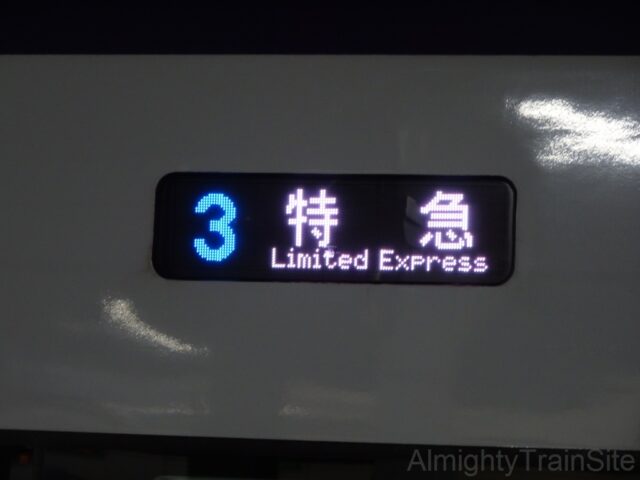 3 特急
Limited Express
AlmightyTrainSite